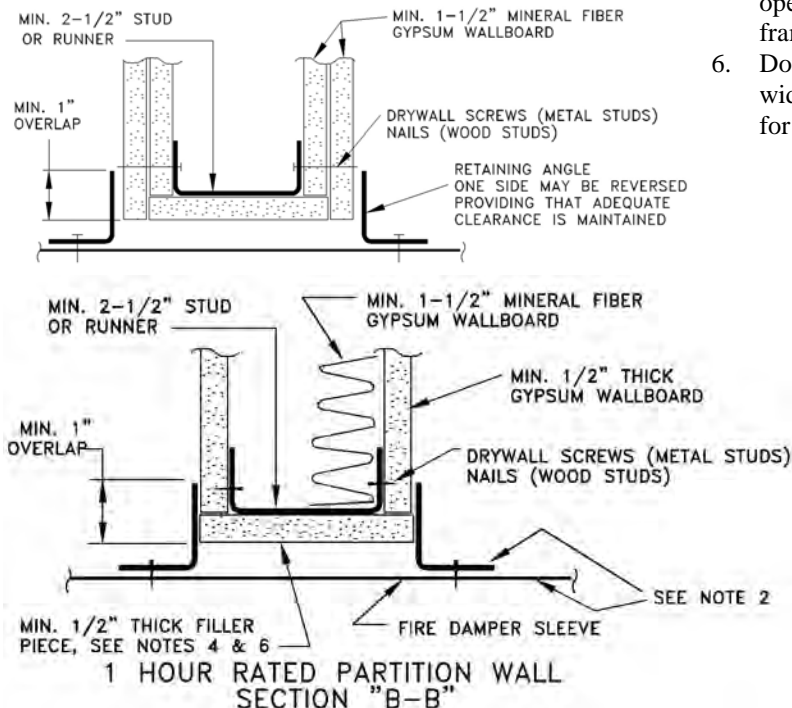 MIN. 2-1/2" STUD
OR RUNNER
MIN. 1-1/2" MINERAL FIBER
GYPSUM WALLBOARD
MIN. 1"
OVERLAP
DRYWALL SCREWS (METAL STUDS)
NAILS (WOOD STUDS)
RETAINING ANGLE
ONE SIDE MAY BE REVERSED
PROVIDING THAT ADEQUATE
CLEARANCE IS MAINTAINED
6. Do
for
MIN. 2-1/2" STUD
OR RUNNER
MIN. 1-1/2" MINERAL FIBER
GYPSUM WALLBOARD
MIN. 1/2" THICK
GYPSUM WALLBOARD
MIN. 1"
OVERLAP
DRYWALL SCREWS (METAL STUDS)
NAILS (WOOD STUDS)
SEE NOTE 2
MIN. 1/2" THICK FILLER
PIECE, SEE NOTES 4 & 6
FIRE DAMPER SLEEVE
1 HOUR RATED PARTITION WALL
SECTION "B-B"